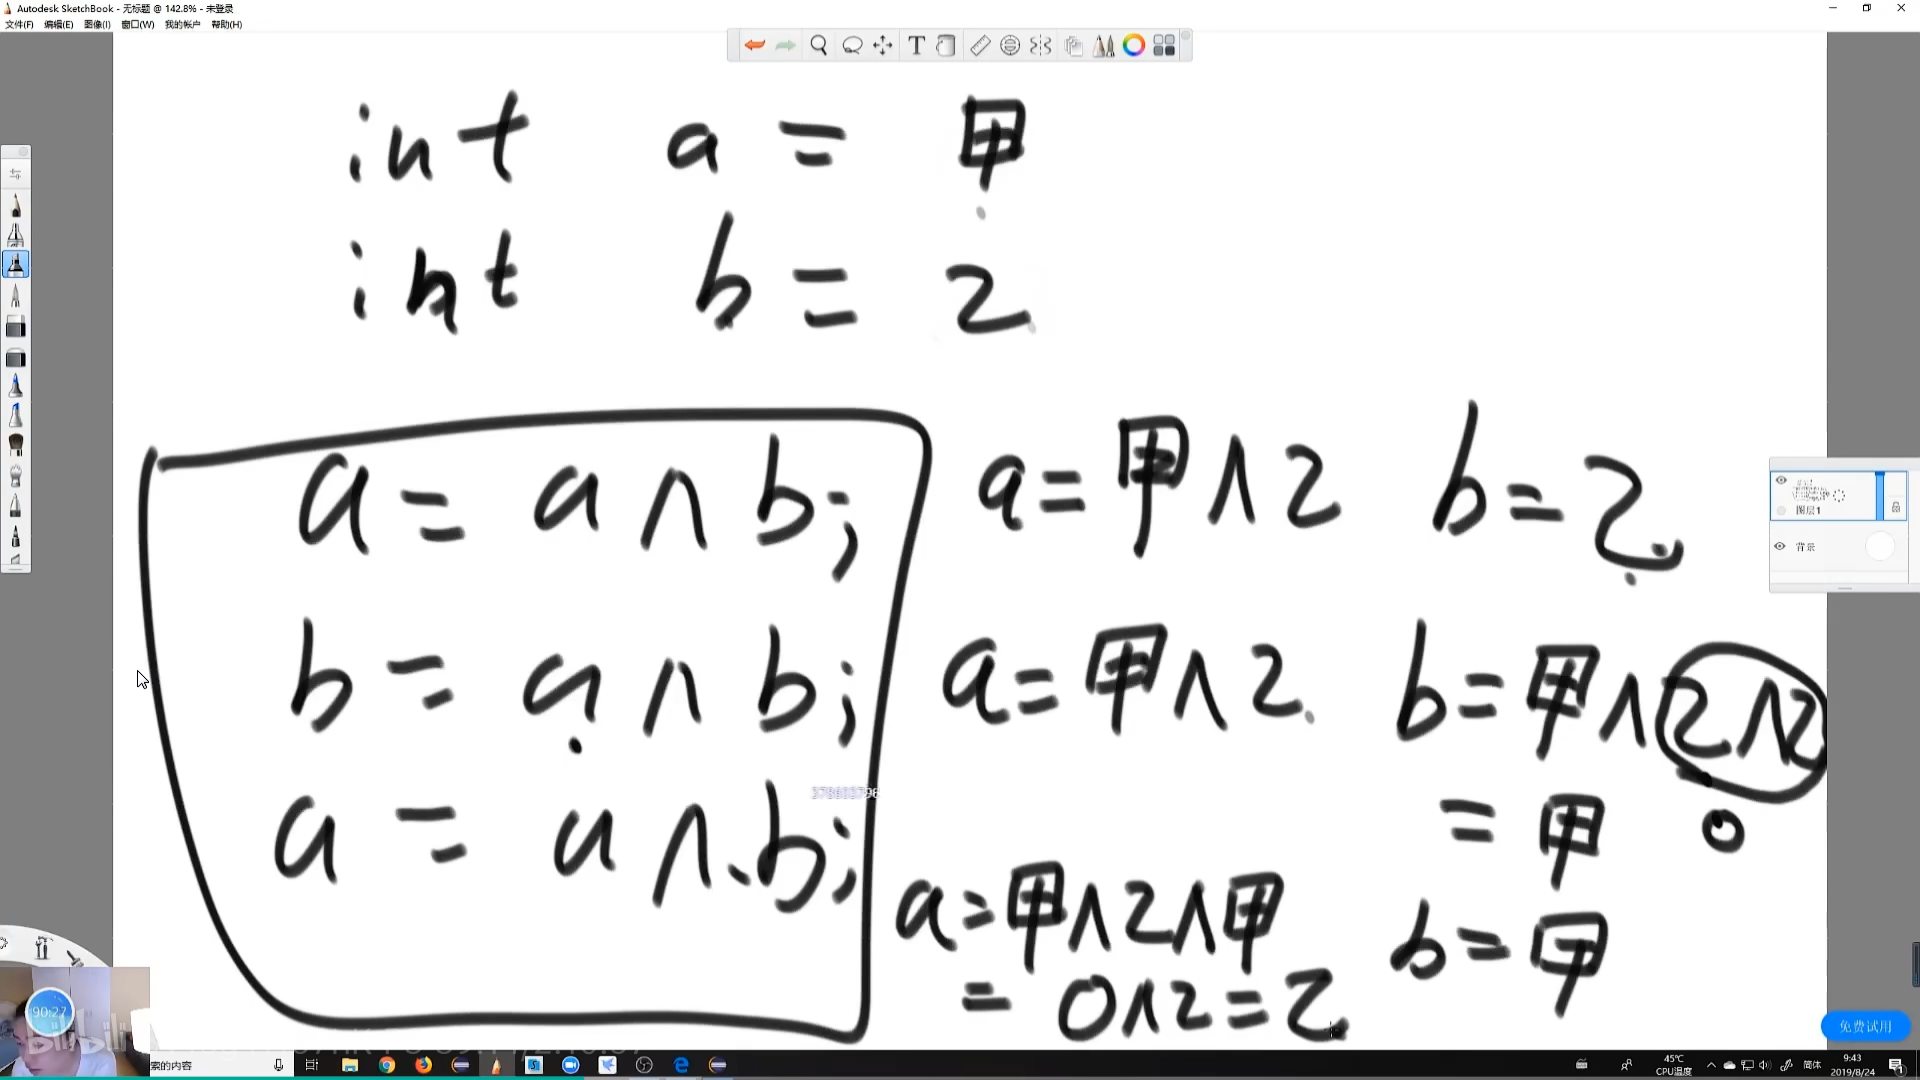 Autodesk SketchBook - 无标题 @ 142.8% - 未登录
文件(F) 编辑(E) 图像(I) 窗口(W) 我的帐户 帮助(H)
int a = 甲
int b = 乙
a = a ∧ b; a = 甲∧乙 b = 乙
b = a ∧ b; a = 甲∧乙 b = 甲∧乙∧乙
= 甲 0
a = a ∧ b; a = 甲∧乙∧甲 b = 甲
= 0∧乙 = 乙
图层1
背景
90:27
免费试用
索的内容
45℃
CPU温度
简体
9:43
2019/8/24